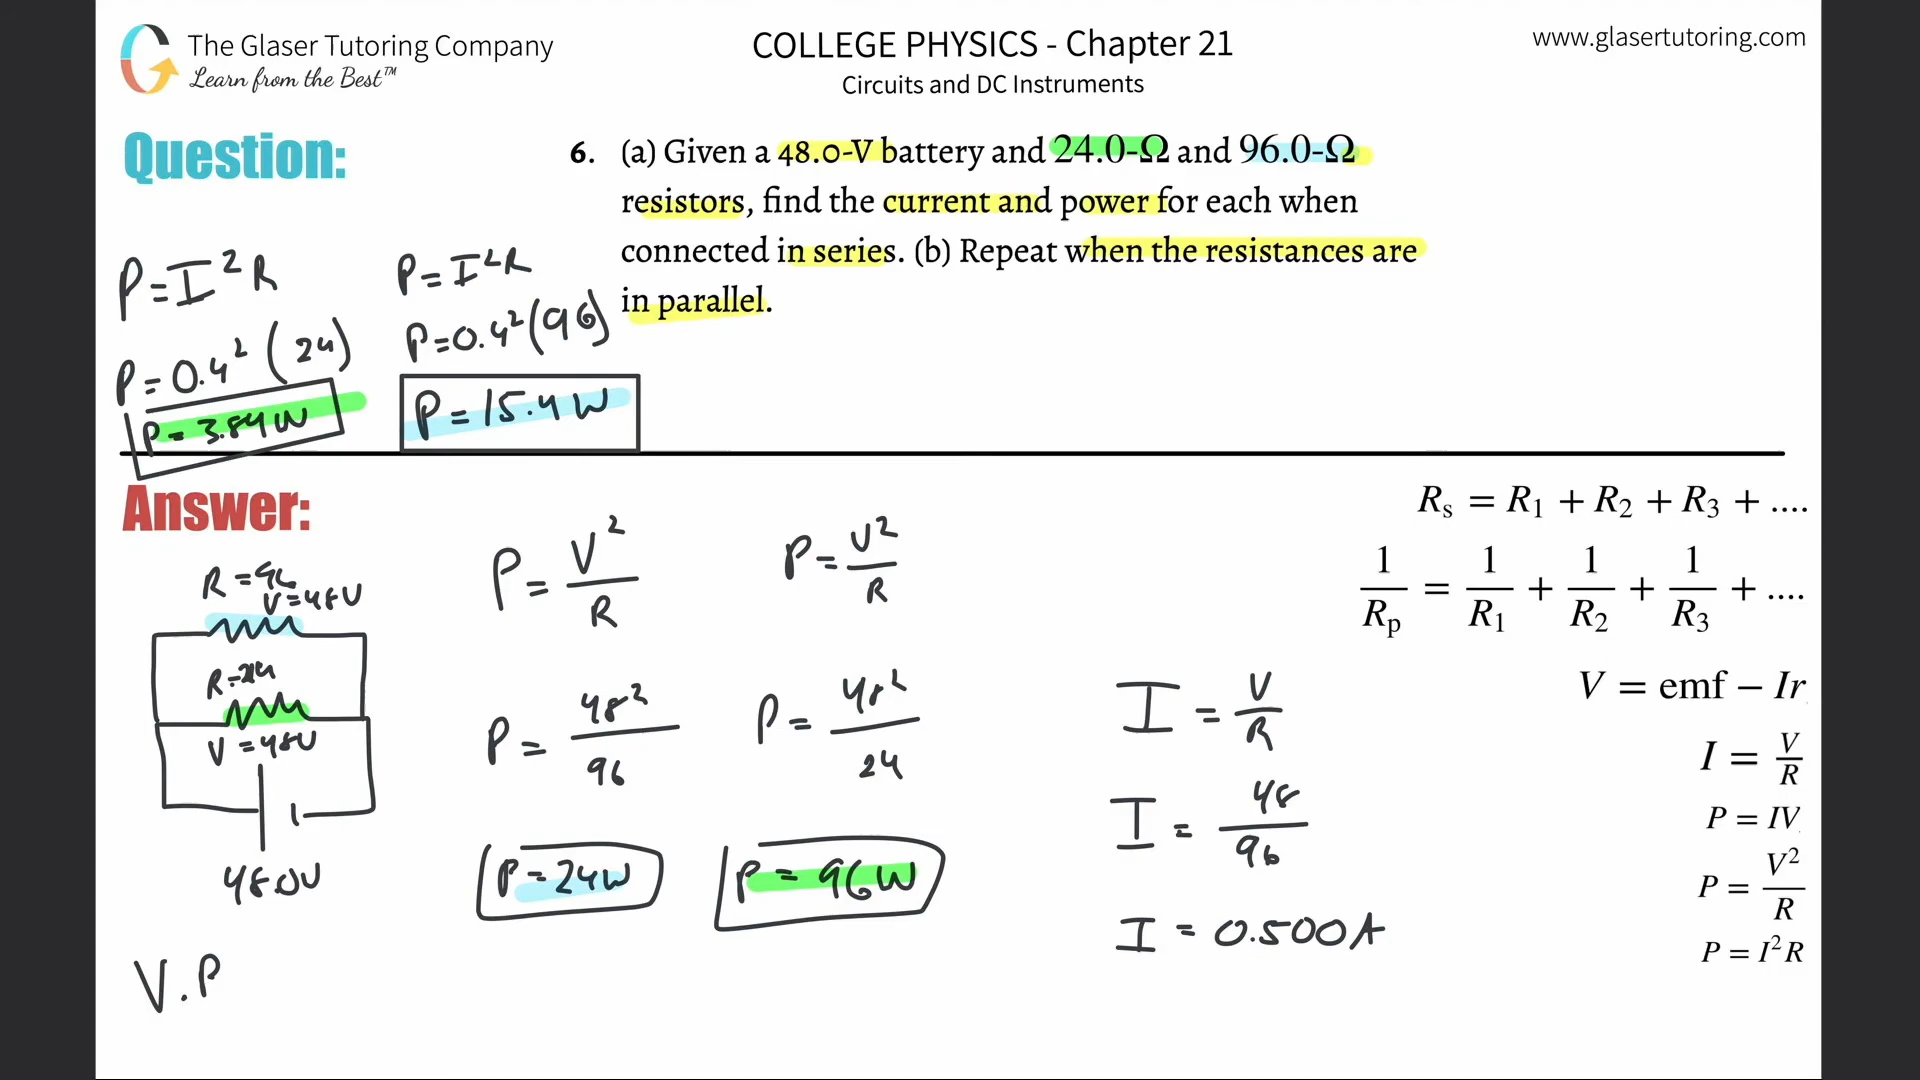 The Glaser Tutoring Company
Learn from the Best™
COLLEGE PHYSICS - Chapter 21
Circuits and DC Instruments
www.glasertutoring.com
Question:
6. (a) Given a 48.0-V battery and 24.0-Ω and 96.0-Ω
resistors, find the current and power for each when
connected in series. (b) Repeat when the resistances are
in parallel.
P=I²R
P=0.4²(24)
P=3.84W
P=I²R
P=0.4²(96)
P=15.4W
Answer:
R=96
V=48V
R=24
V=48V
48.0V
V.P
P=V²/R
P=48²/96
P=24W
P=V²/R
P=48²/24
P=96W
I=V/R
I=48/96
I=0.500A
Rs = R1 + R2 + R3 + ....
1/Rp = 1/R1 + 1/R2 + 1/R3 + ....
V = emf − Ir
I = V/R
P = IV
P = V²/R
P = I²R